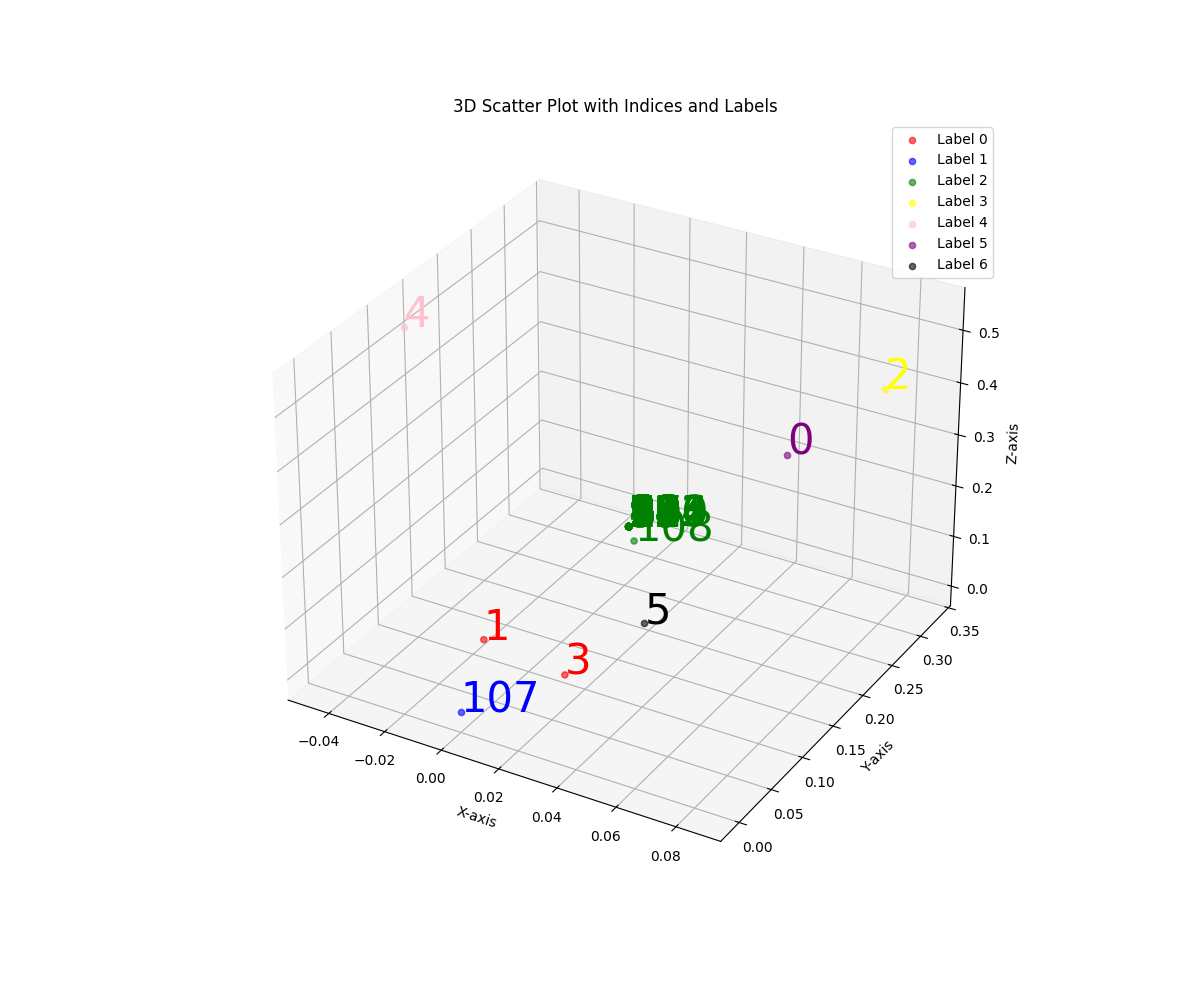 3D Scatter Plot with Indices and Labels
Label 0
Label 1
Label 2
Label 3
Label 4
Label 5
Label 6
4
2
0
108
5
1
3
107
0.5
0.4
0.3
0.2
0.1
0.0
Z-axis
0.35
0.30
0.25
0.20
0.15
0.10
0.05
0.00
Y-axis
−0.04
−0.02
0.00
0.02
0.04
0.06
0.08
X-axis